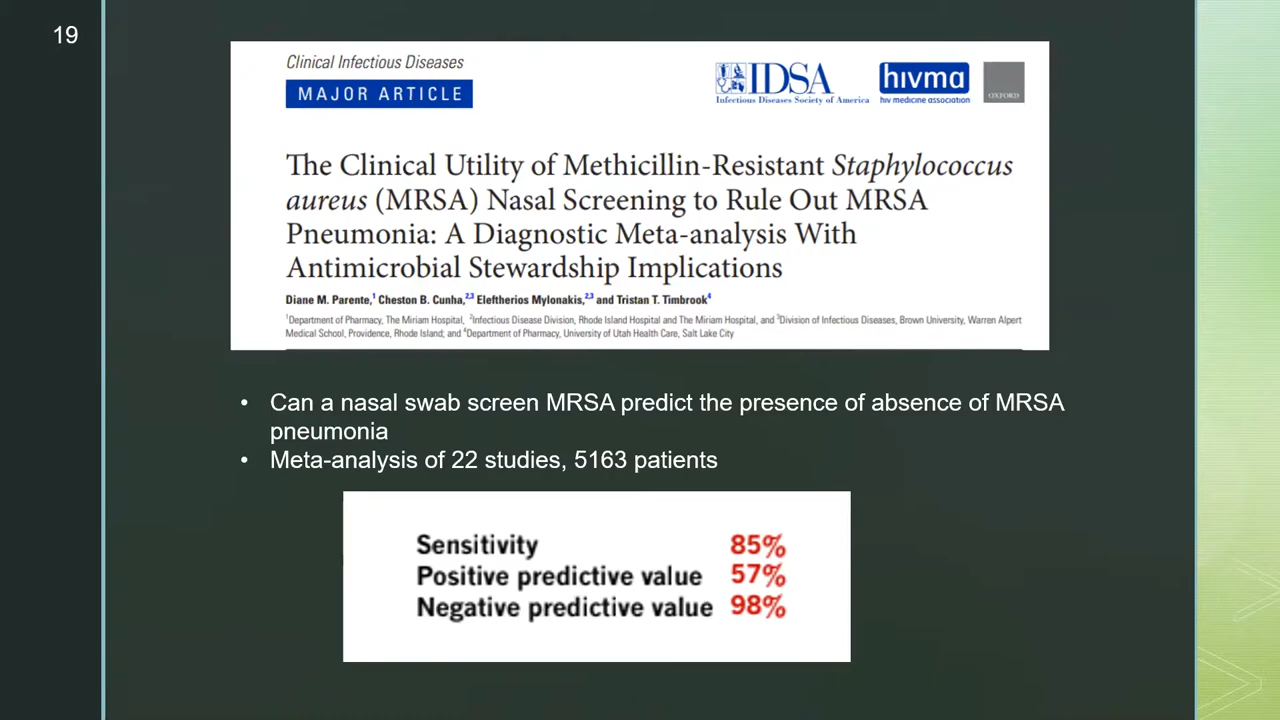 19
Clinical Infectious Diseases
MAJOR ARTICLE
IDSA
Infectious Diseases Society of America
hivma
hiv medicine association
OXFORD
The Clinical Utility of Methicillin-Resistant Staphylococcus
aureus (MRSA) Nasal Screening to Rule Out MRSA
Pneumonia: A Diagnostic Meta-analysis With
Antimicrobial Stewardship Implications
Diane M. Parente,1 Cheston B. Cunha,2,3 Eleftherios Mylonakis,2,3 and Tristan T. Timbrook4
1Department of Pharmacy, The Miriam Hospital, 2Infectious Disease Division, Rhode Island Hospital and The Miriam Hospital, and 3Division of Infectious Diseases, Brown University, Warren Alpert
Medical School, Providence, Rhode Island; and 4Department of Pharmacy, University of Utah Health Care, Salt Lake City
• Can a nasal swab screen MRSA predict the presence of absence of MRSA
pneumonia
• Meta-analysis of 22 studies, 5163 patients
Sensitivity 85%
Positive predictive value 57%
Negative predictive value 98%